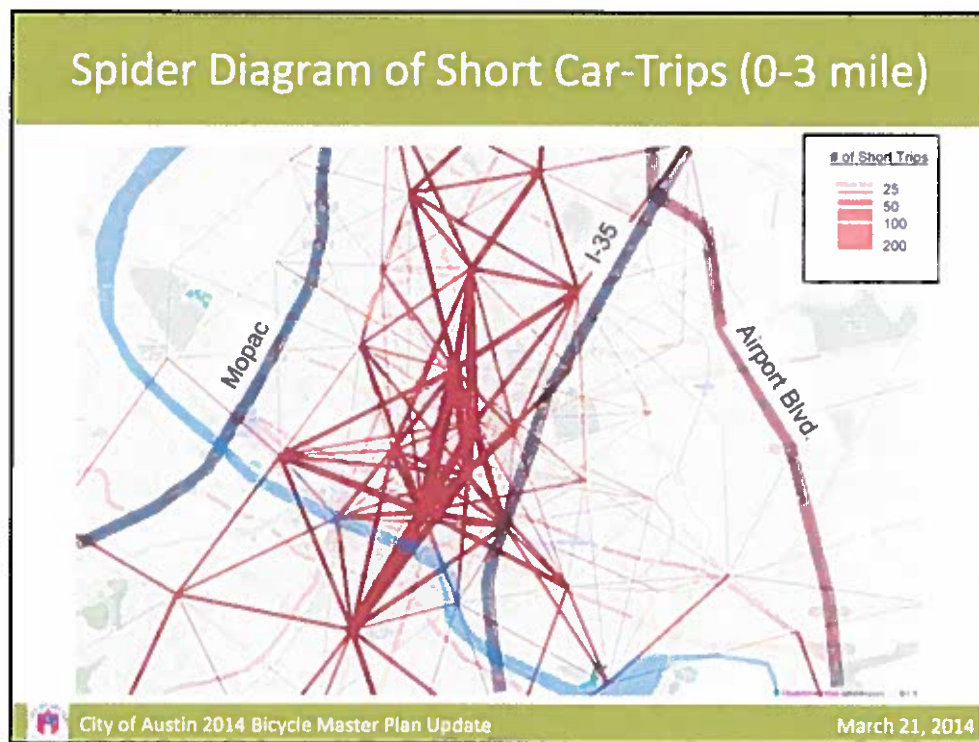 Spider Diagram of Short Car-Trips (0-3 mile)
# of Short Trips
25
50
100
200
I-35
Mopac
Airport Blvd.
City of Austin 2014 Bicycle Master Plan Update
March 21, 2014